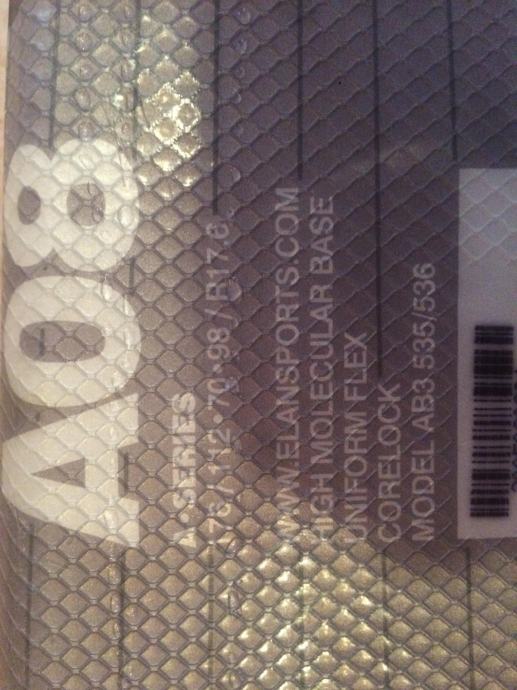 A08
A-SERIES
176 / 112•70•98 / R17.6
WWW.ELANSPORTS.COM
HIGH MOLECULAR BASE
UNIFORM FLEX
CORELOCK
MODEL AB3 535/536